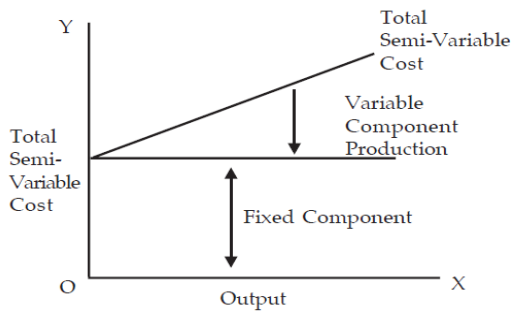 Y
Total
Semi-Variable
Cost
Variable
Component
Production
Total
Semi-
Variable
Cost
Fixed Component
O
X
Output